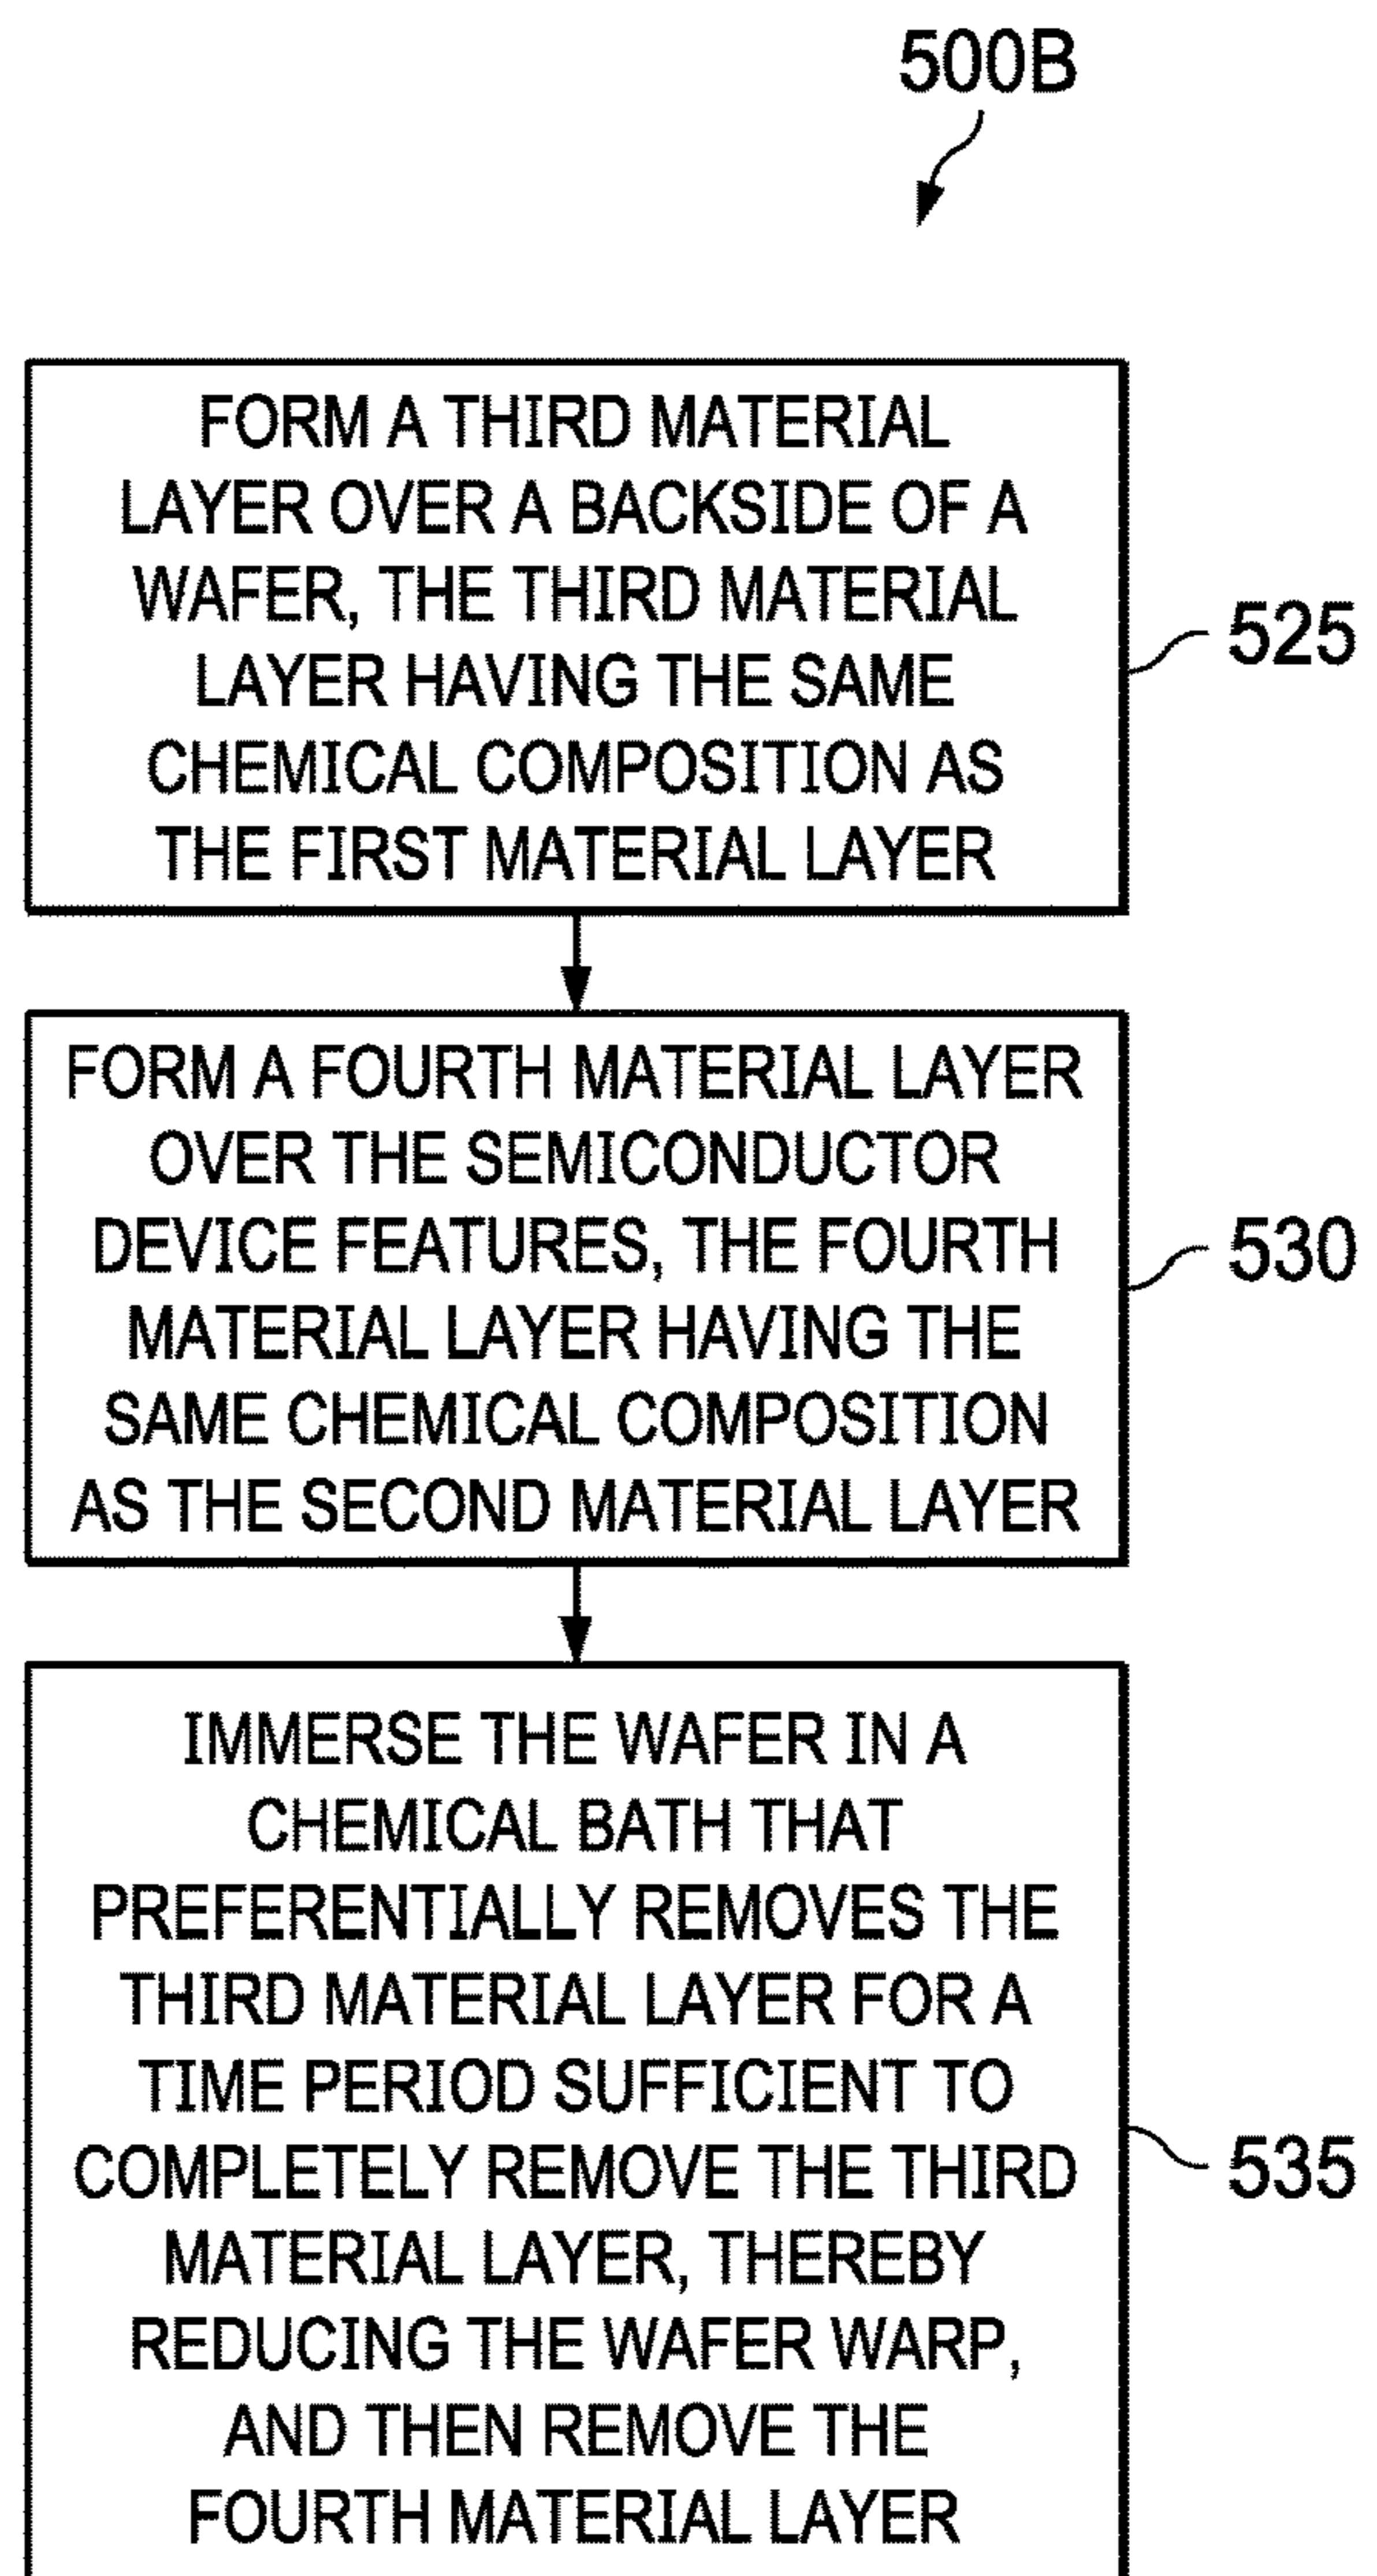 500B
FORM A THIRD MATERIAL
LAYER OVER A BACKSIDE OF A
WAFER, THE THIRD MATERIAL
LAYER HAVING THE SAME
CHEMICAL COMPOSITION AS
THE FIRST MATERIAL LAYER
525
FORM A FOURTH MATERIAL LAYER
OVER THE SEMICONDUCTOR
DEVICE FEATURES, THE FOURTH
MATERIAL LAYER HAVING THE
SAME CHEMICAL COMPOSITION
AS THE SECOND MATERIAL LAYER
530
IMMERSE THE WAFER IN A
CHEMICAL BATH THAT
PREFERENTIALLY REMOVES THE
THIRD MATERIAL LAYER FOR A
TIME PERIOD SUFFICIENT TO
COMPLETELY REMOVE THE THIRD
MATERIAL LAYER, THEREBY
REDUCING THE WAFER WARP,
AND THEN REMOVE THE
FOURTH MATERIAL LAYER
535